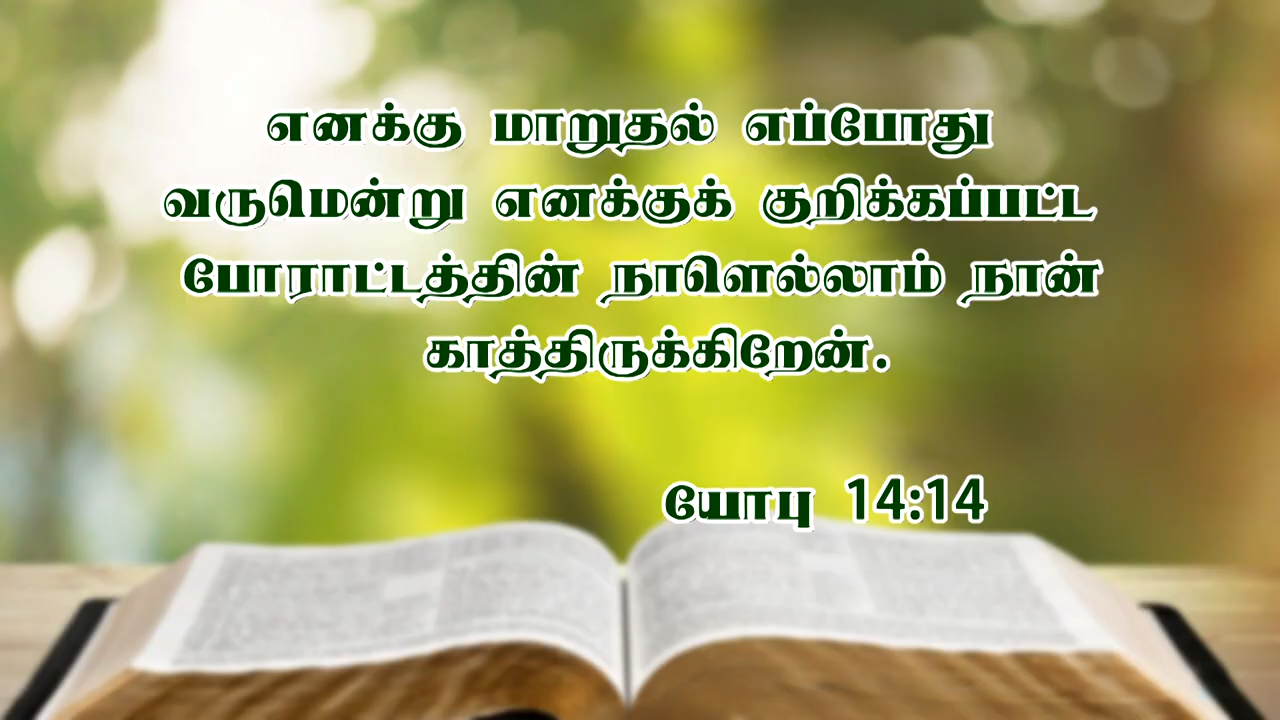 எனக்கு மாறுதல் எப்போது
வருமென்று எனக்குக் குறிக்கப்பட்ட
போராட்டத்தின் நாளெல்லாம் நான்
காத்திருக்கிறேன்.
யோபு 14:14